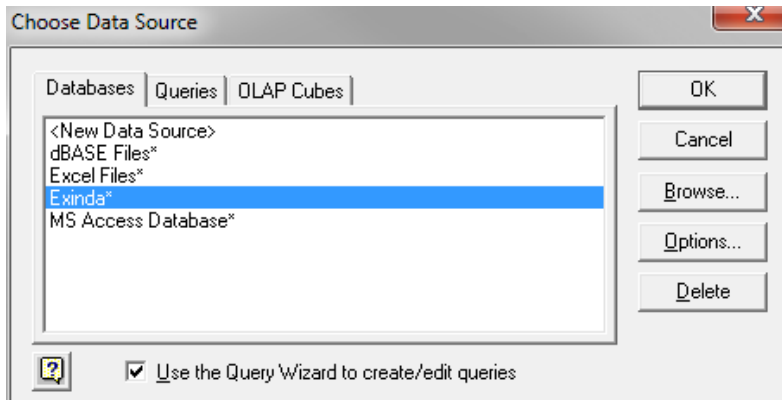 Choose Data Source
X
Databases Queries OLAP Cubes
<New Data Source>
dBASE Files*
Excel Files*
Exinda*
MS Access Database*
OK
Cancel
Browse...
Options...
Delete
?
Use the Query Wizard to create/edit queries